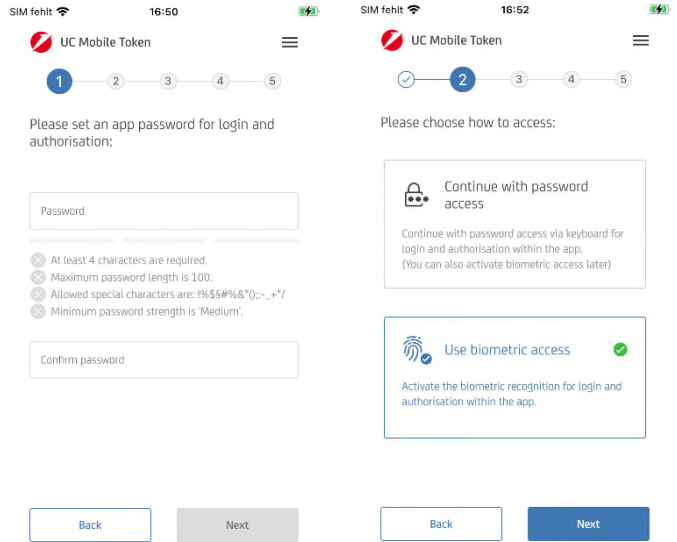 SIM fehlt 16:50
UC Mobile Token
1 2 3 4 5
Please set an app password for login and
authorisation:
Password
At least 4 characters are required.
Maximum password length is 100.
Allowed special characters are: !%$§#%&*();:-_+*/
Minimum password strength is 'Medium'.
Confirm password
Back Next
SIM fehlt 16:52
UC Mobile Token
2 3 4 5
Please choose how to access:
Continue with password
access
Continue with password access via keyboard for
login and authorisation within the app.
(You can also activate biometric access later)
Use biometric access
Activate the biometric recognition for login and
authorisation within the app.
Back Next